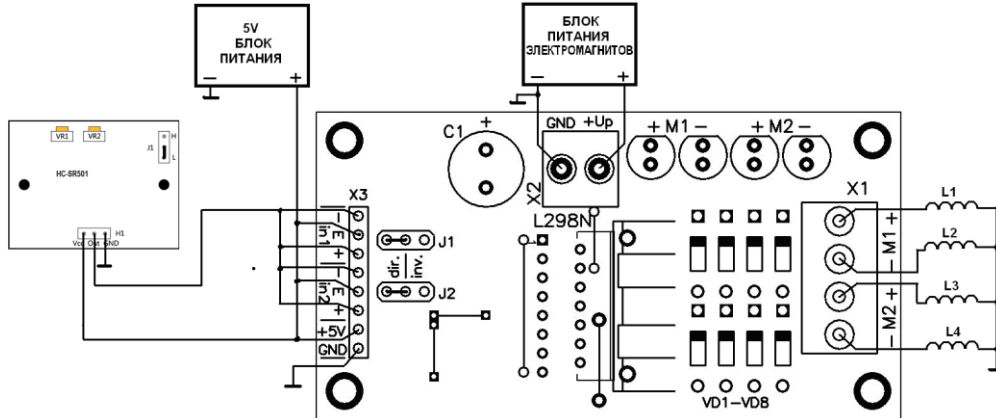 5V
БЛОК
ПИТАНИЯ
− +
БЛОК
ПИТАНИЯ
ЭЛЕКТРОМАГНИТОВ
− +
VR1 VR2
J1
H
L
HC-SR501
H1
Vcc Out GND
C1 +
GND +Up
X2
+ M1 −
+ M2 −
X3
−
in1 E
+
−
in2 E
+
+5V
GND
J1
dir. inv.
J2
L298N
VD1-VD8
X1
− M1 +
− M2 +
L1
L2
L3
L4